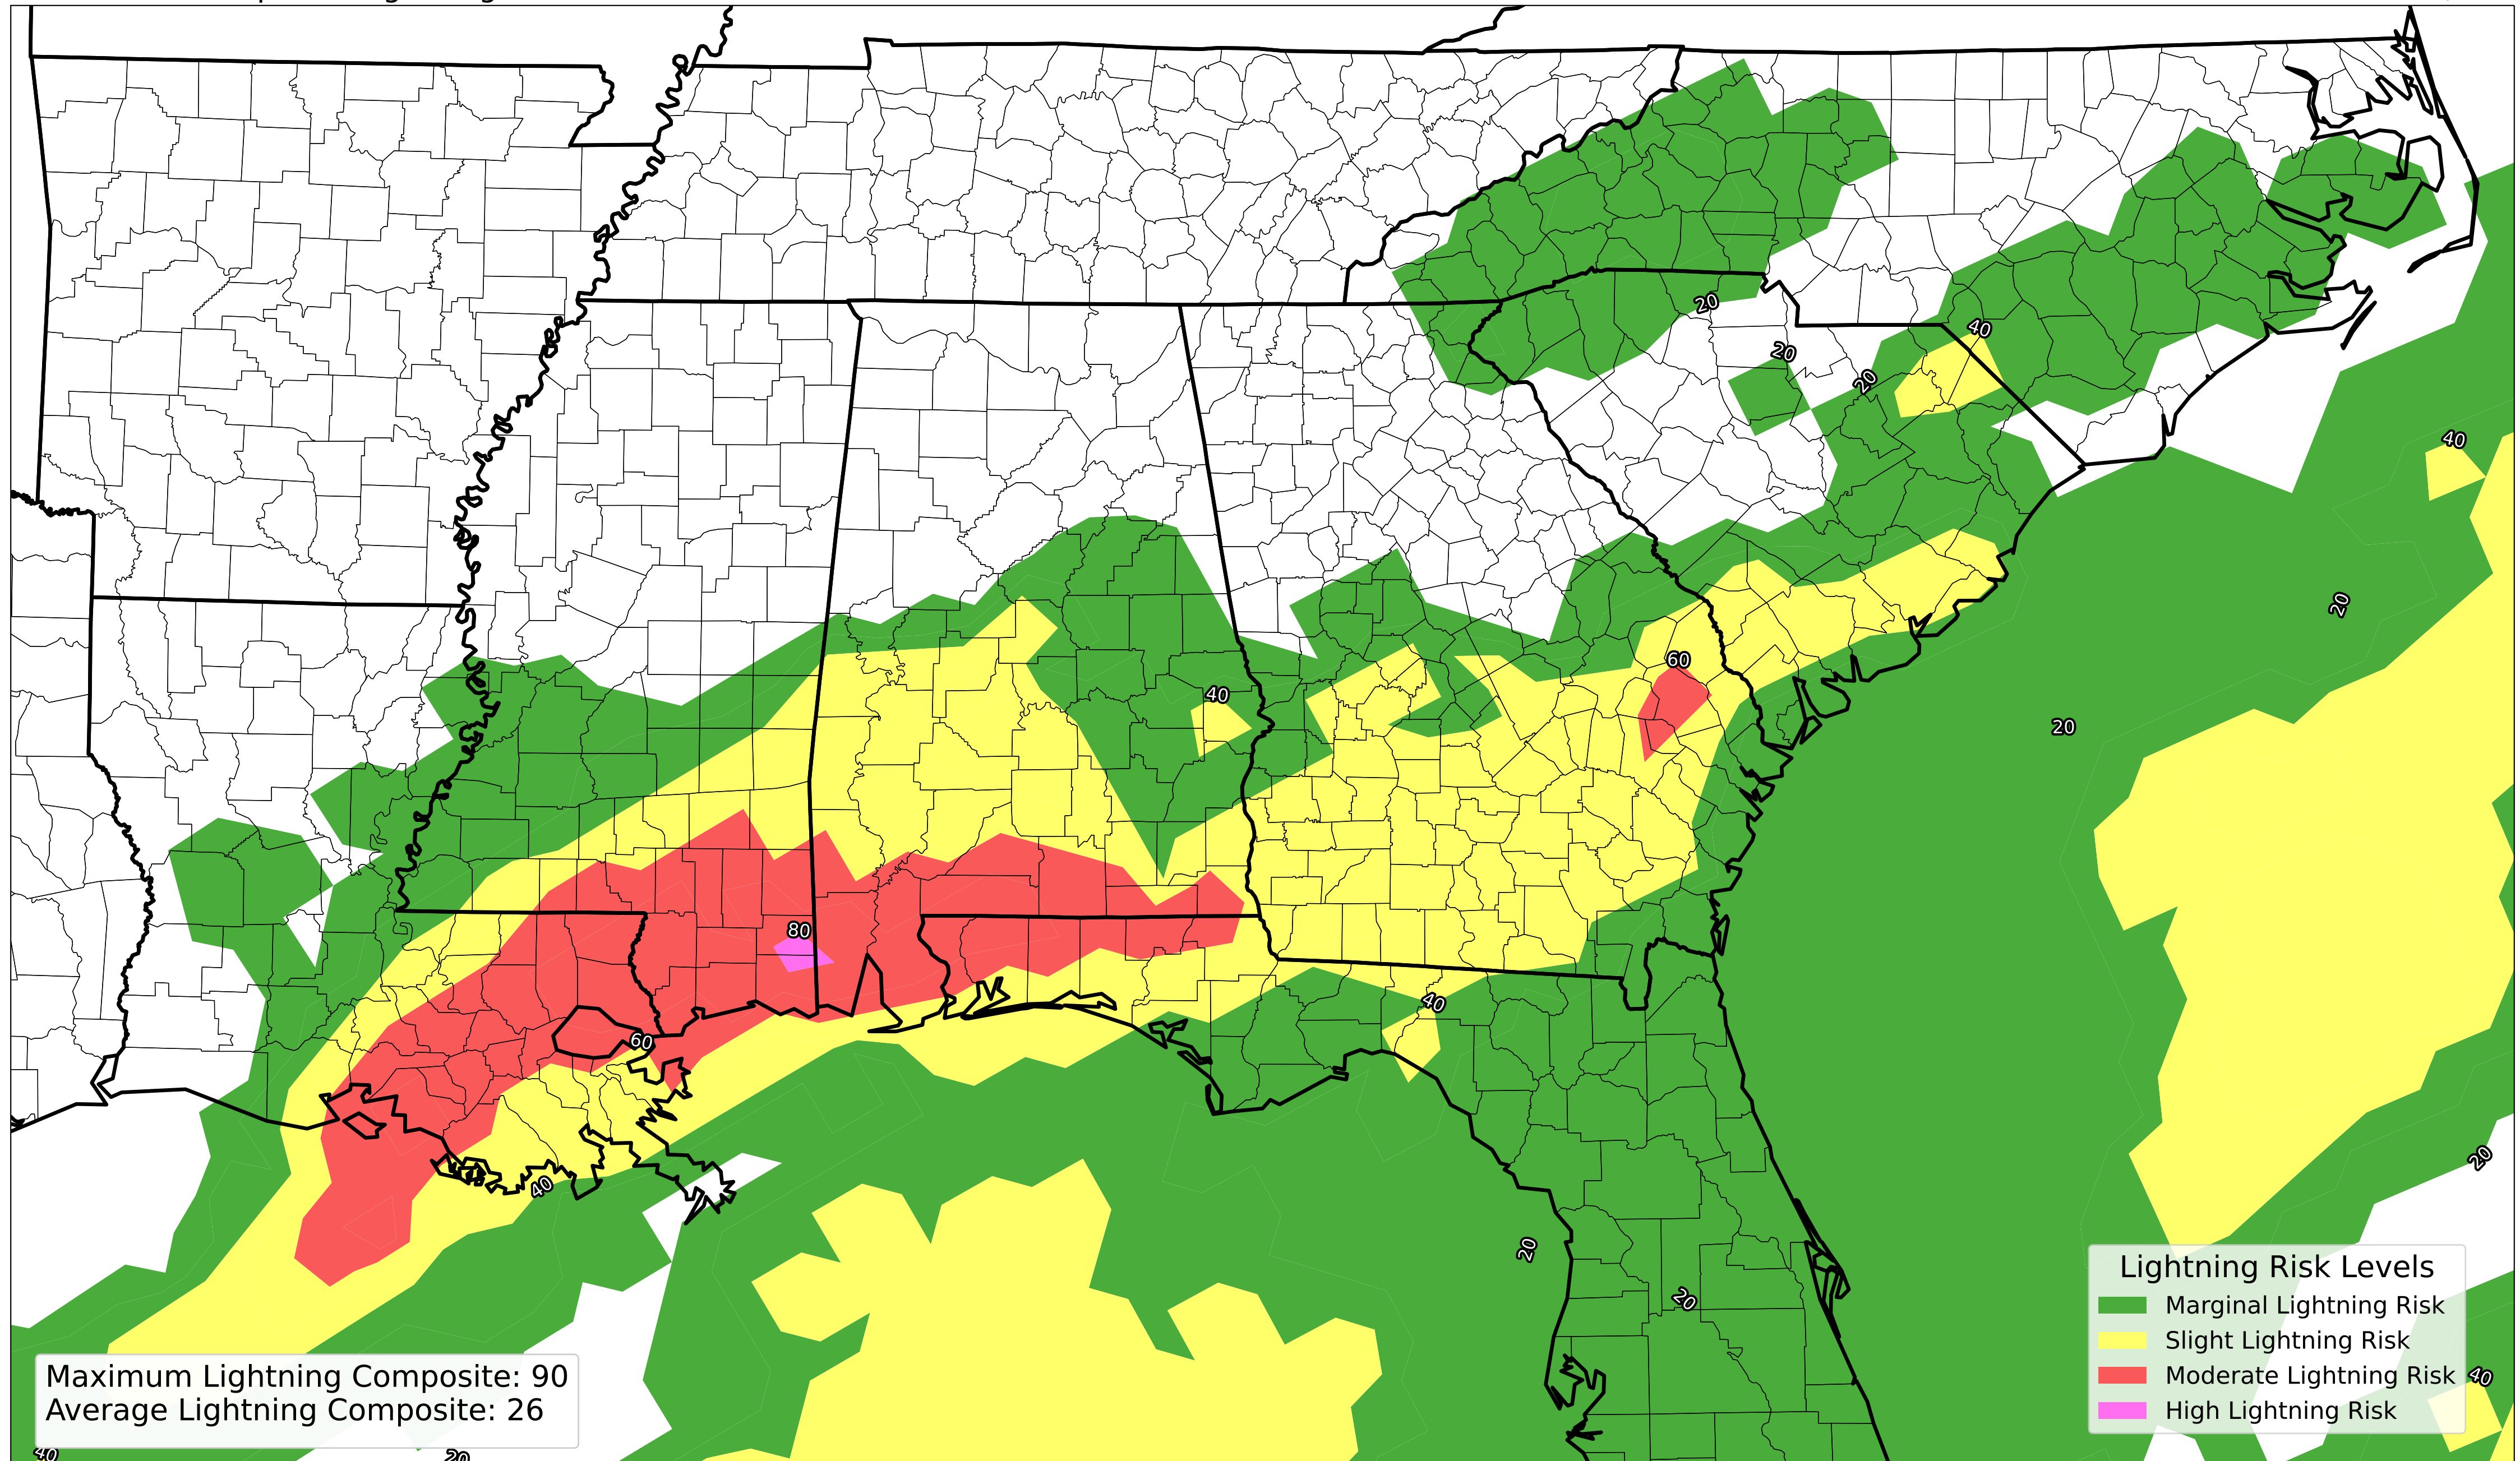 20
40
20
20
40
20
60
40
20
80
40
60
20
40
20
20
Lightning Risk Levels
Marginal Lightning Risk
Slight Lightning Risk
Moderate Lightning Risk
40
High Lightning Risk
Maximum Lightning Composite: 90
Average Lightning Composite: 26
40
20